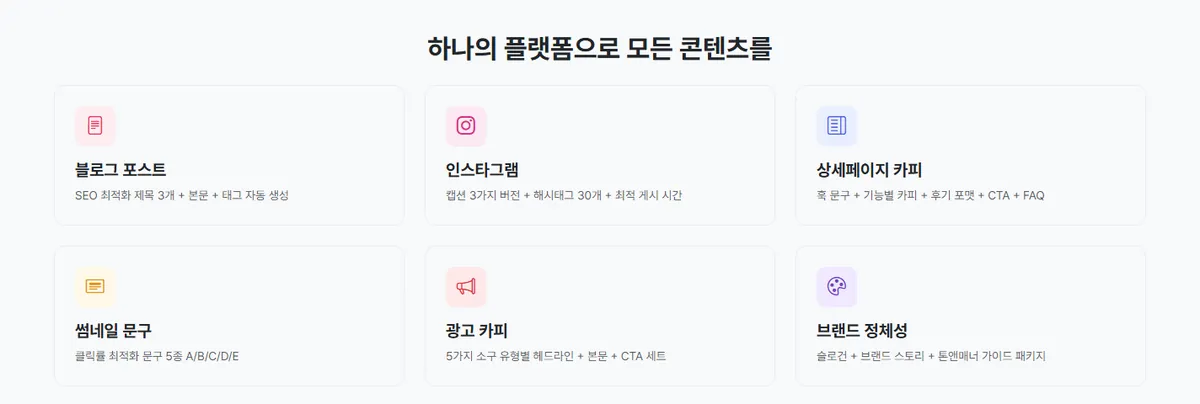 하나의 플랫폼으로 모든 콘텐츠를
블로그 포스트
SEO 최적화 제목 3개 + 본문 + 태그 자동 생성
인스타그램
캡션 3가지 버전 + 해시태그 30개 + 최적 게시 시간
상세페이지 카피
훅 문구 + 기능별 카피 + 후기 포맷 + CTA + FAQ
썸네일 문구
클릭률 최적화 문구 5종 A/B/C/D/E
광고 카피
5가지 소구 유형별 헤드라인 + 본문 + CTA 세트
브랜드 정체성
슬로건 + 브랜드 스토리 + 톤앤매너 가이드 패키지